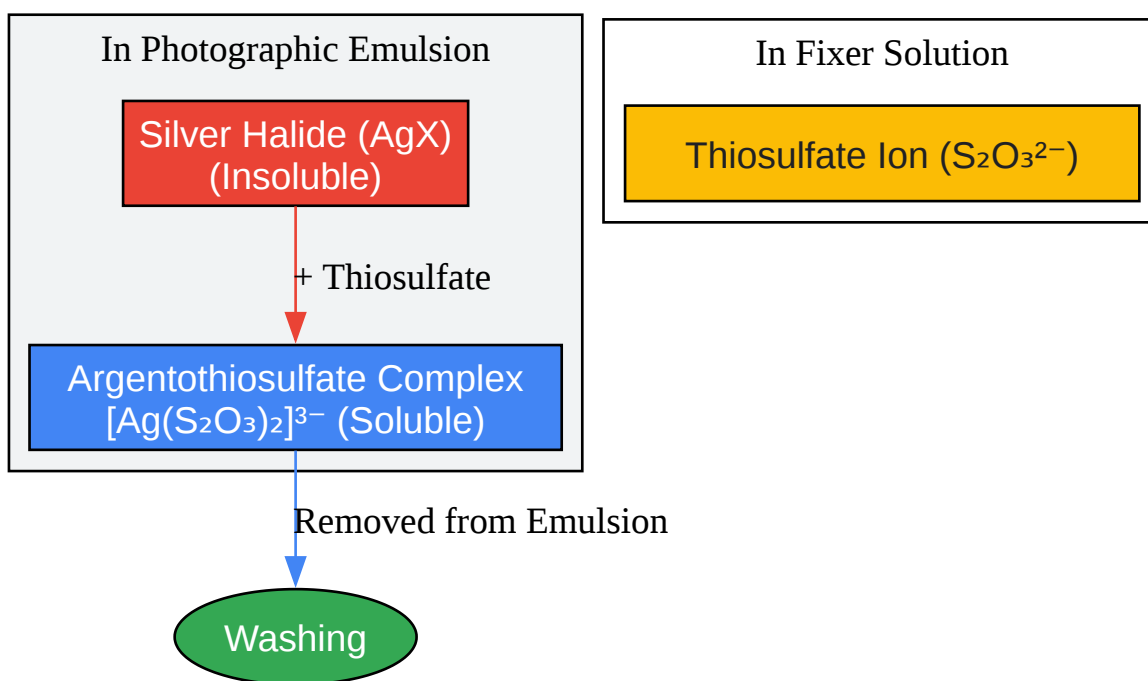 In Photographic Emulsion
Silver Halide (AgX)
(Insoluble)
+ Thiosulfate
Argentothiosulfate Complex
[Ag(S₂O₃)₂]³⁻ (Soluble)
Removed from Emulsion
Washing
In Fixer Solution
Thiosulfate Ion (S₂O₃²⁻)